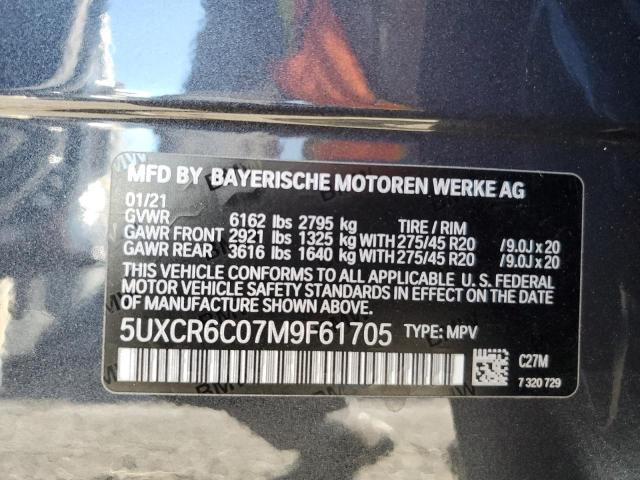 MFD BY BAYERISCHE MOTOREN WERKE AG
01/21
GVWR 6162 lbs 2795 kg TIRE / RIM
GAWR FRONT 2921 lbs 1325 kg WITH 275/45 R20 /9.0J x 20
GAWR REAR 3616 lbs 1640 kg WITH 275/45 R20 /9.0J x 20
THIS VEHICLE CONFORMS TO ALL APPLICABLE U. S. FEDERAL
MOTOR VEHICLE SAFETY STANDARDS IN EFFECT ON THE DATE OF
MANUFACTURE SHOWN ABOVE.
5UXCR6C07M9F61705 TYPE: MPV
C27M
7 320 729